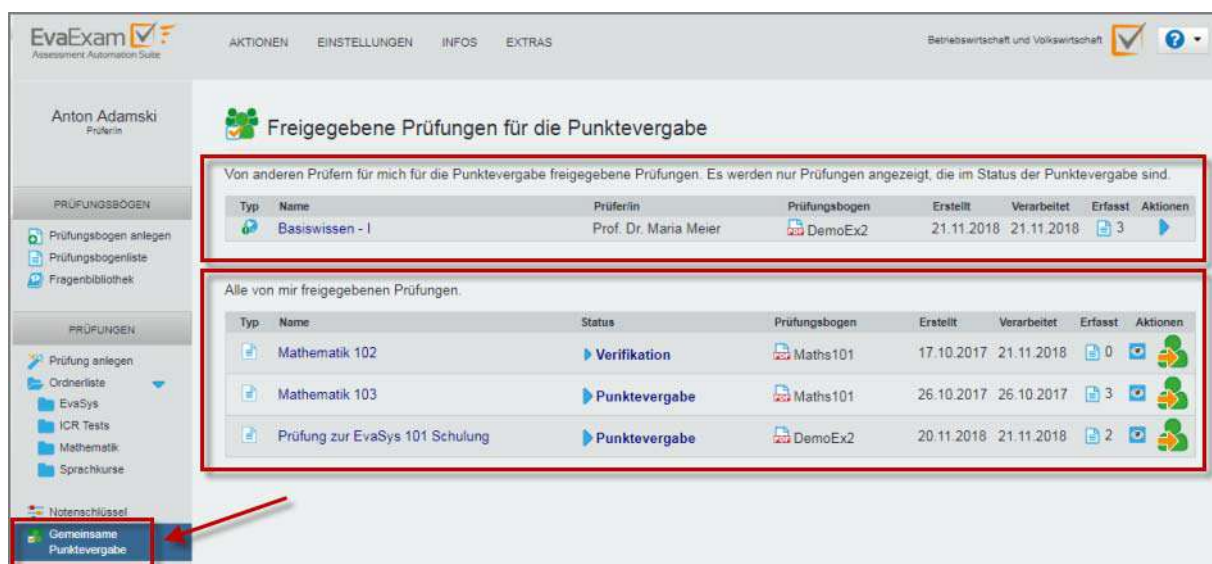 EvaExam
Assessment Automation Suite
AKTIONEN EINSTELLUNGEN INFOS EXTRAS
Betriebswirtschaft und Volkswirtschaft
Anton Adamski
Prüfer/in
PRÜFUNGSBÖGEN
Prüfungsbogen anlegen
Prüfungsbogenliste
Fragenbibliothek
PRÜFUNGEN
Prüfung anlegen
Ordnerliste
EvaSys
ICR Tests
Mathematik
Sprachkurse
Notenschlüssel
Gemeinsame
Punktevergabe
Freigegebene Prüfungen für die Punktevergabe
Von anderen Prüfern für mich für die Punktevergabe freigegebene Prüfungen. Es werden nur Prüfungen angezeigt, die im Status der Punktevergabe sind.
Typ Name Prüfer/in Prüfungsbogen Erstellt Verarbeitet Erfasst Aktionen
Basiswissen - I Prof. Dr. Maria Meier DemoEx2 21.11.2018 21.11.2018 3
Alle von mir freigegebenen Prüfungen.
Typ Name Status Prüfungsbogen Erstellt Verarbeitet Erfasst Aktionen
Mathematik 102 Verifikation Maths101 17.10.2017 21.11.2018 0
Mathematik 103 Punktevergabe Maths101 26.10.2017 26.10.2017 3
Prüfung zur EvaSys 101 Schulung Punktevergabe DemoEx2 20.11.2018 21.11.2018 2